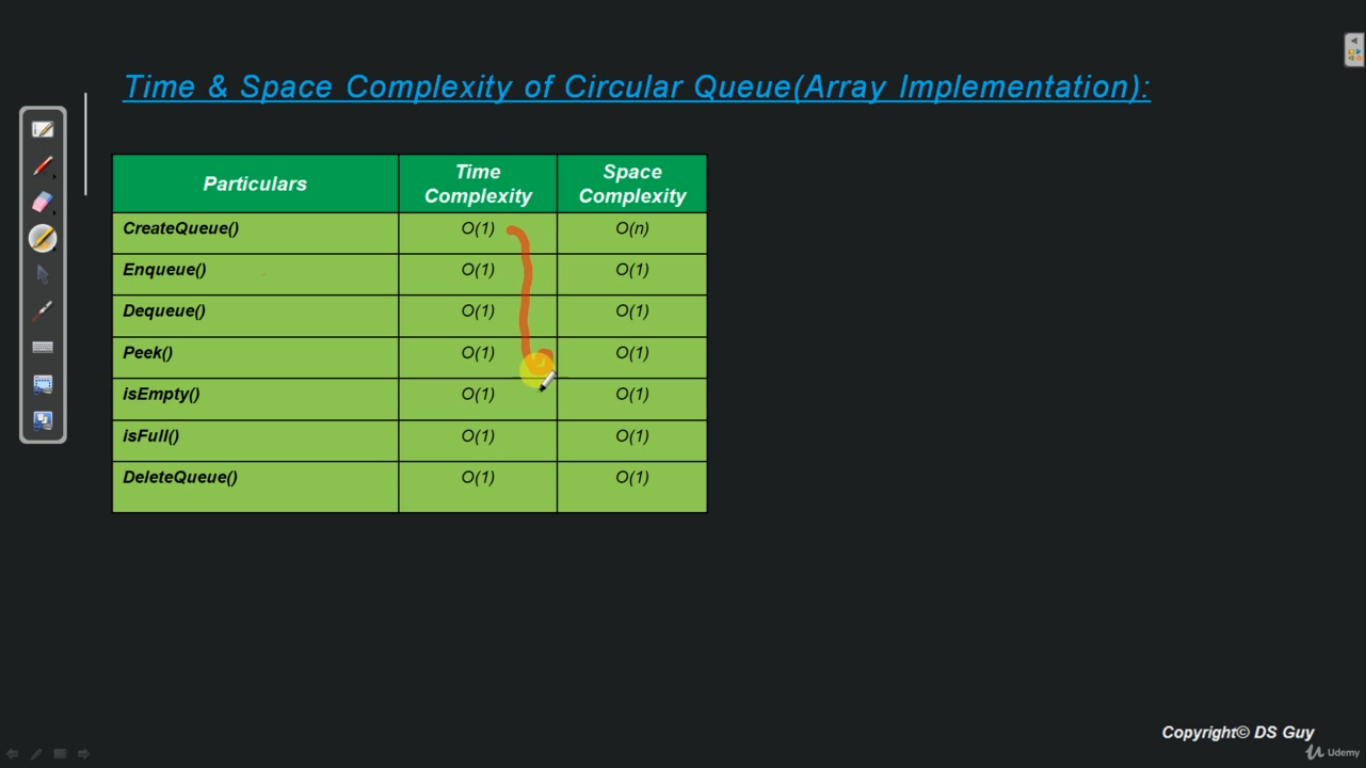 Time & Space Complexity of Circular Queue(Array Implementation):
Particulars Time Complexity Space Complexity
CreateQueue() O(1) O(n)
Enqueue() O(1) O(1)
Dequeue() O(1) O(1)
Peek() O(1) O(1)
isEmpty() O(1) O(1)
isFull() O(1) O(1)
DeleteQueue() O(1) O(1)
Copyright© DS Guy
Udemy